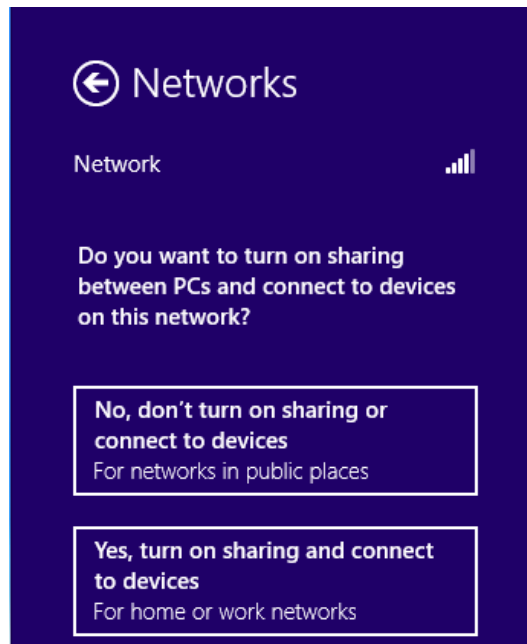 Networks
Network
Do you want to turn on sharing
between PCs and connect to devices
on this network?
No, don't turn on sharing or
connect to devices
For networks in public places
Yes, turn on sharing and connect
to devices
For home or work networks